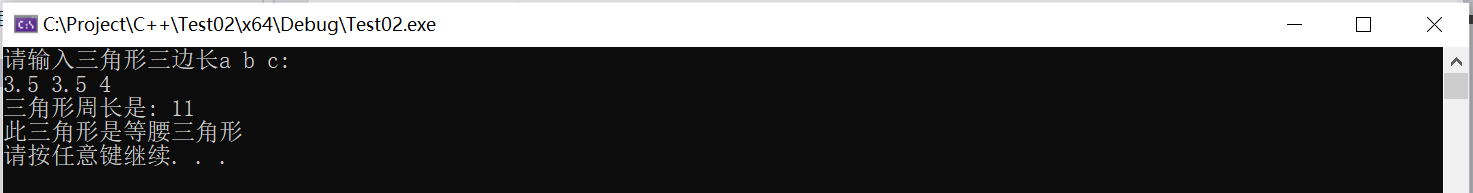 C:\Project\C++\Test02\x64\Debug\Test02.exe
请输入三角形三边长a b c:
3.5 3.5 4
三角形周长是: 11
此三角形是等腰三角形
请按任意键继续. . .